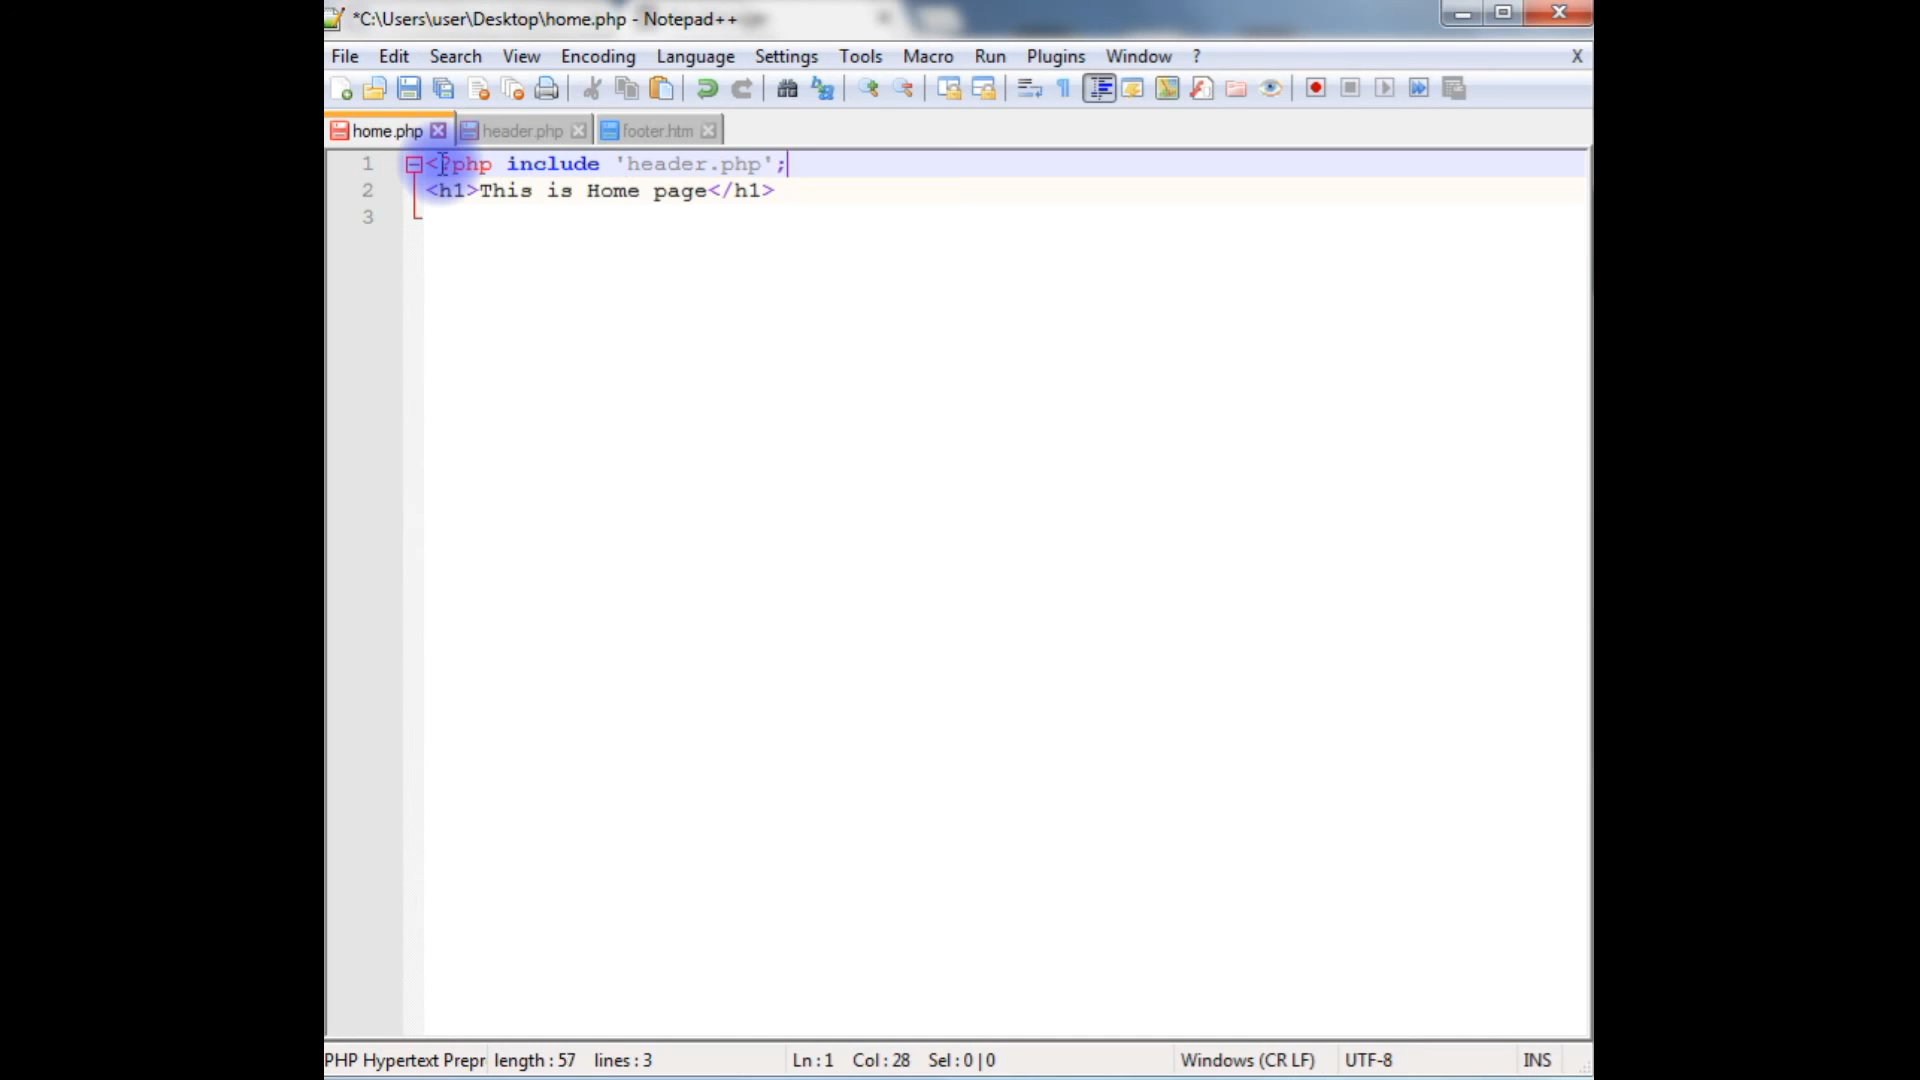 *C:\Users\user\Desktop\home.php - Notepad++
File Edit Search View Encoding Language Settings Tools Macro Run Plugins Window ? X
home.php header.php footer.htm
1 <?php include 'header.php';
2 <h1>This is Home page</h1>
3
PHP Hypertext Prepr length : 57 lines : 3 Ln : 1 Col : 28 Sel : 0 | 0 Windows (CR LF) UTF-8 INS